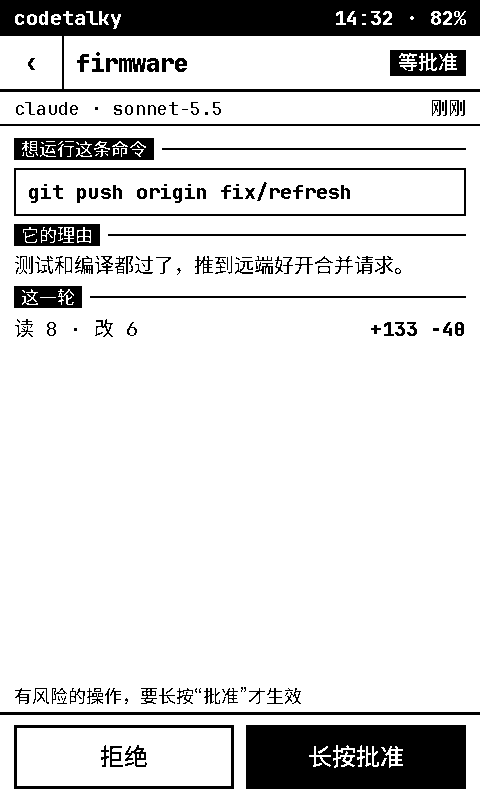 codetalky 14:32 · 82%
‹ firmware 等批准
claude · sonnet-5.5 刚刚
想运行这条命令
git push origin fix/refresh
它的理由
测试和编译都过了，推到远端好开合并请求。
这一轮
读 8 · 改 6 +133 -40
有风险的操作，要长按“批准”才生效
拒绝 长按批准